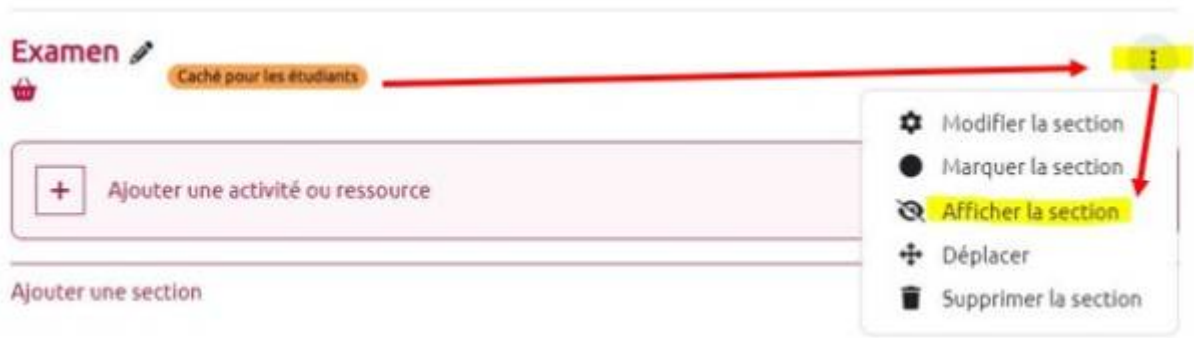 Examen
Caché pour les étudiants
Modifier la section
Marquer la section
Ajouter une activité ou ressource
Afficher la section
Déplacer
Ajouter une section
Supprimer la section